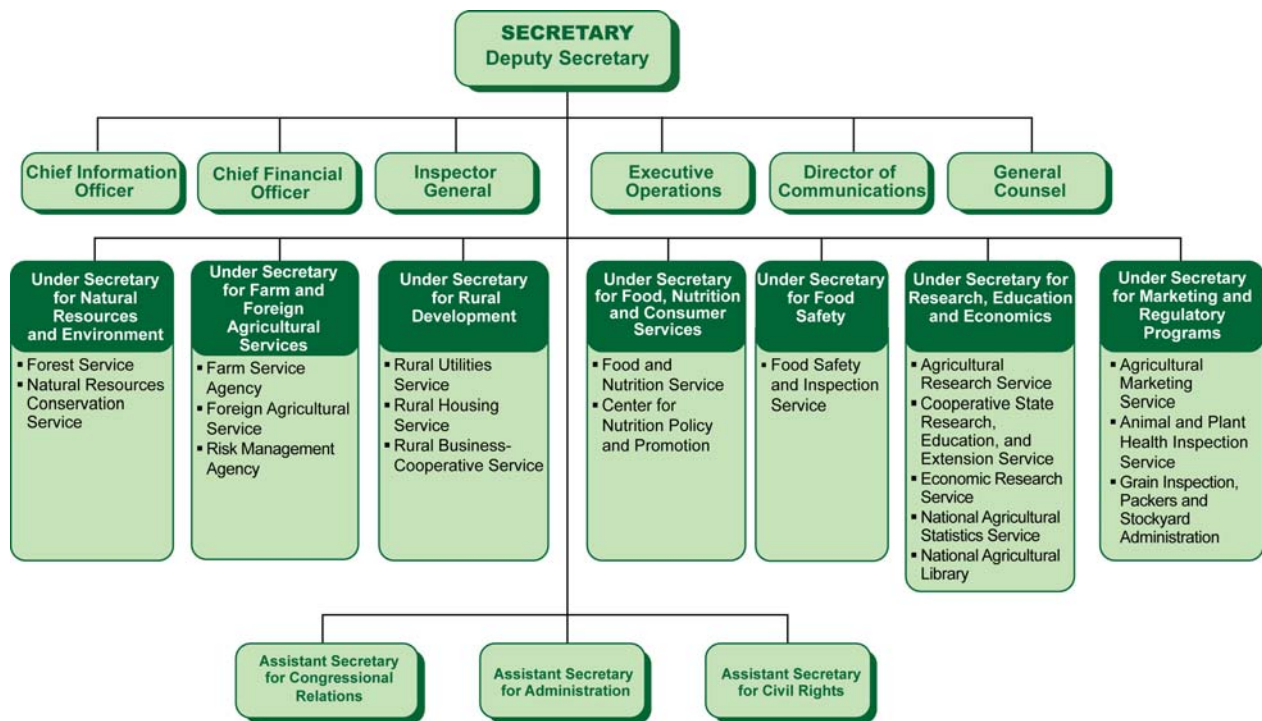 SECRETARY
Deputy Secretary
Chief Information
Officer
Chief Financial
Officer
Inspector
General
Executive
Operations
Director of
Communications
General
Counsel
Under Secretary
for Natural
Resources
and Environment
▪ Forest Service
▪ Natural Resources
Conservation
Service
Under Secretary
for Farm and
Foreign
Agricultural
Services
▪ Farm Service
Agency
▪ Foreign Agricultural
Service
▪ Risk Management
Agency
Under Secretary
for Rural
Development
▪ Rural Utilities
Service
▪ Rural Housing
Service
▪ Rural Business-
Cooperative Service
Under Secretary
for Food, Nutrition
and Consumer
Services
▪ Food and
Nutrition Service
▪ Center for
Nutrition Policy
and Promotion
Under Secretary
for Food
Safety
▪ Food Safety
and Inspection
Service
Under Secretary for
Research, Education
and Economics
▪ Agricultural
Research Service
▪ Cooperative State
Research,
Education, and
Extension Service
▪ Economic Research
Service
▪ National Agricultural
Statistics Service
▪ National Agricultural
Library
Under Secretary
for Marketing and
Regulatory
Programs
▪ Agricultural
Marketing
Service
▪ Animal and Plant
Health Inspection
Service
▪ Grain Inspection,
Packers and
Stockyard
Administration
Assistant Secretary
for Congressional
Relations
Assistant Secretary
for Administration
Assistant Secretary
for Civil Rights